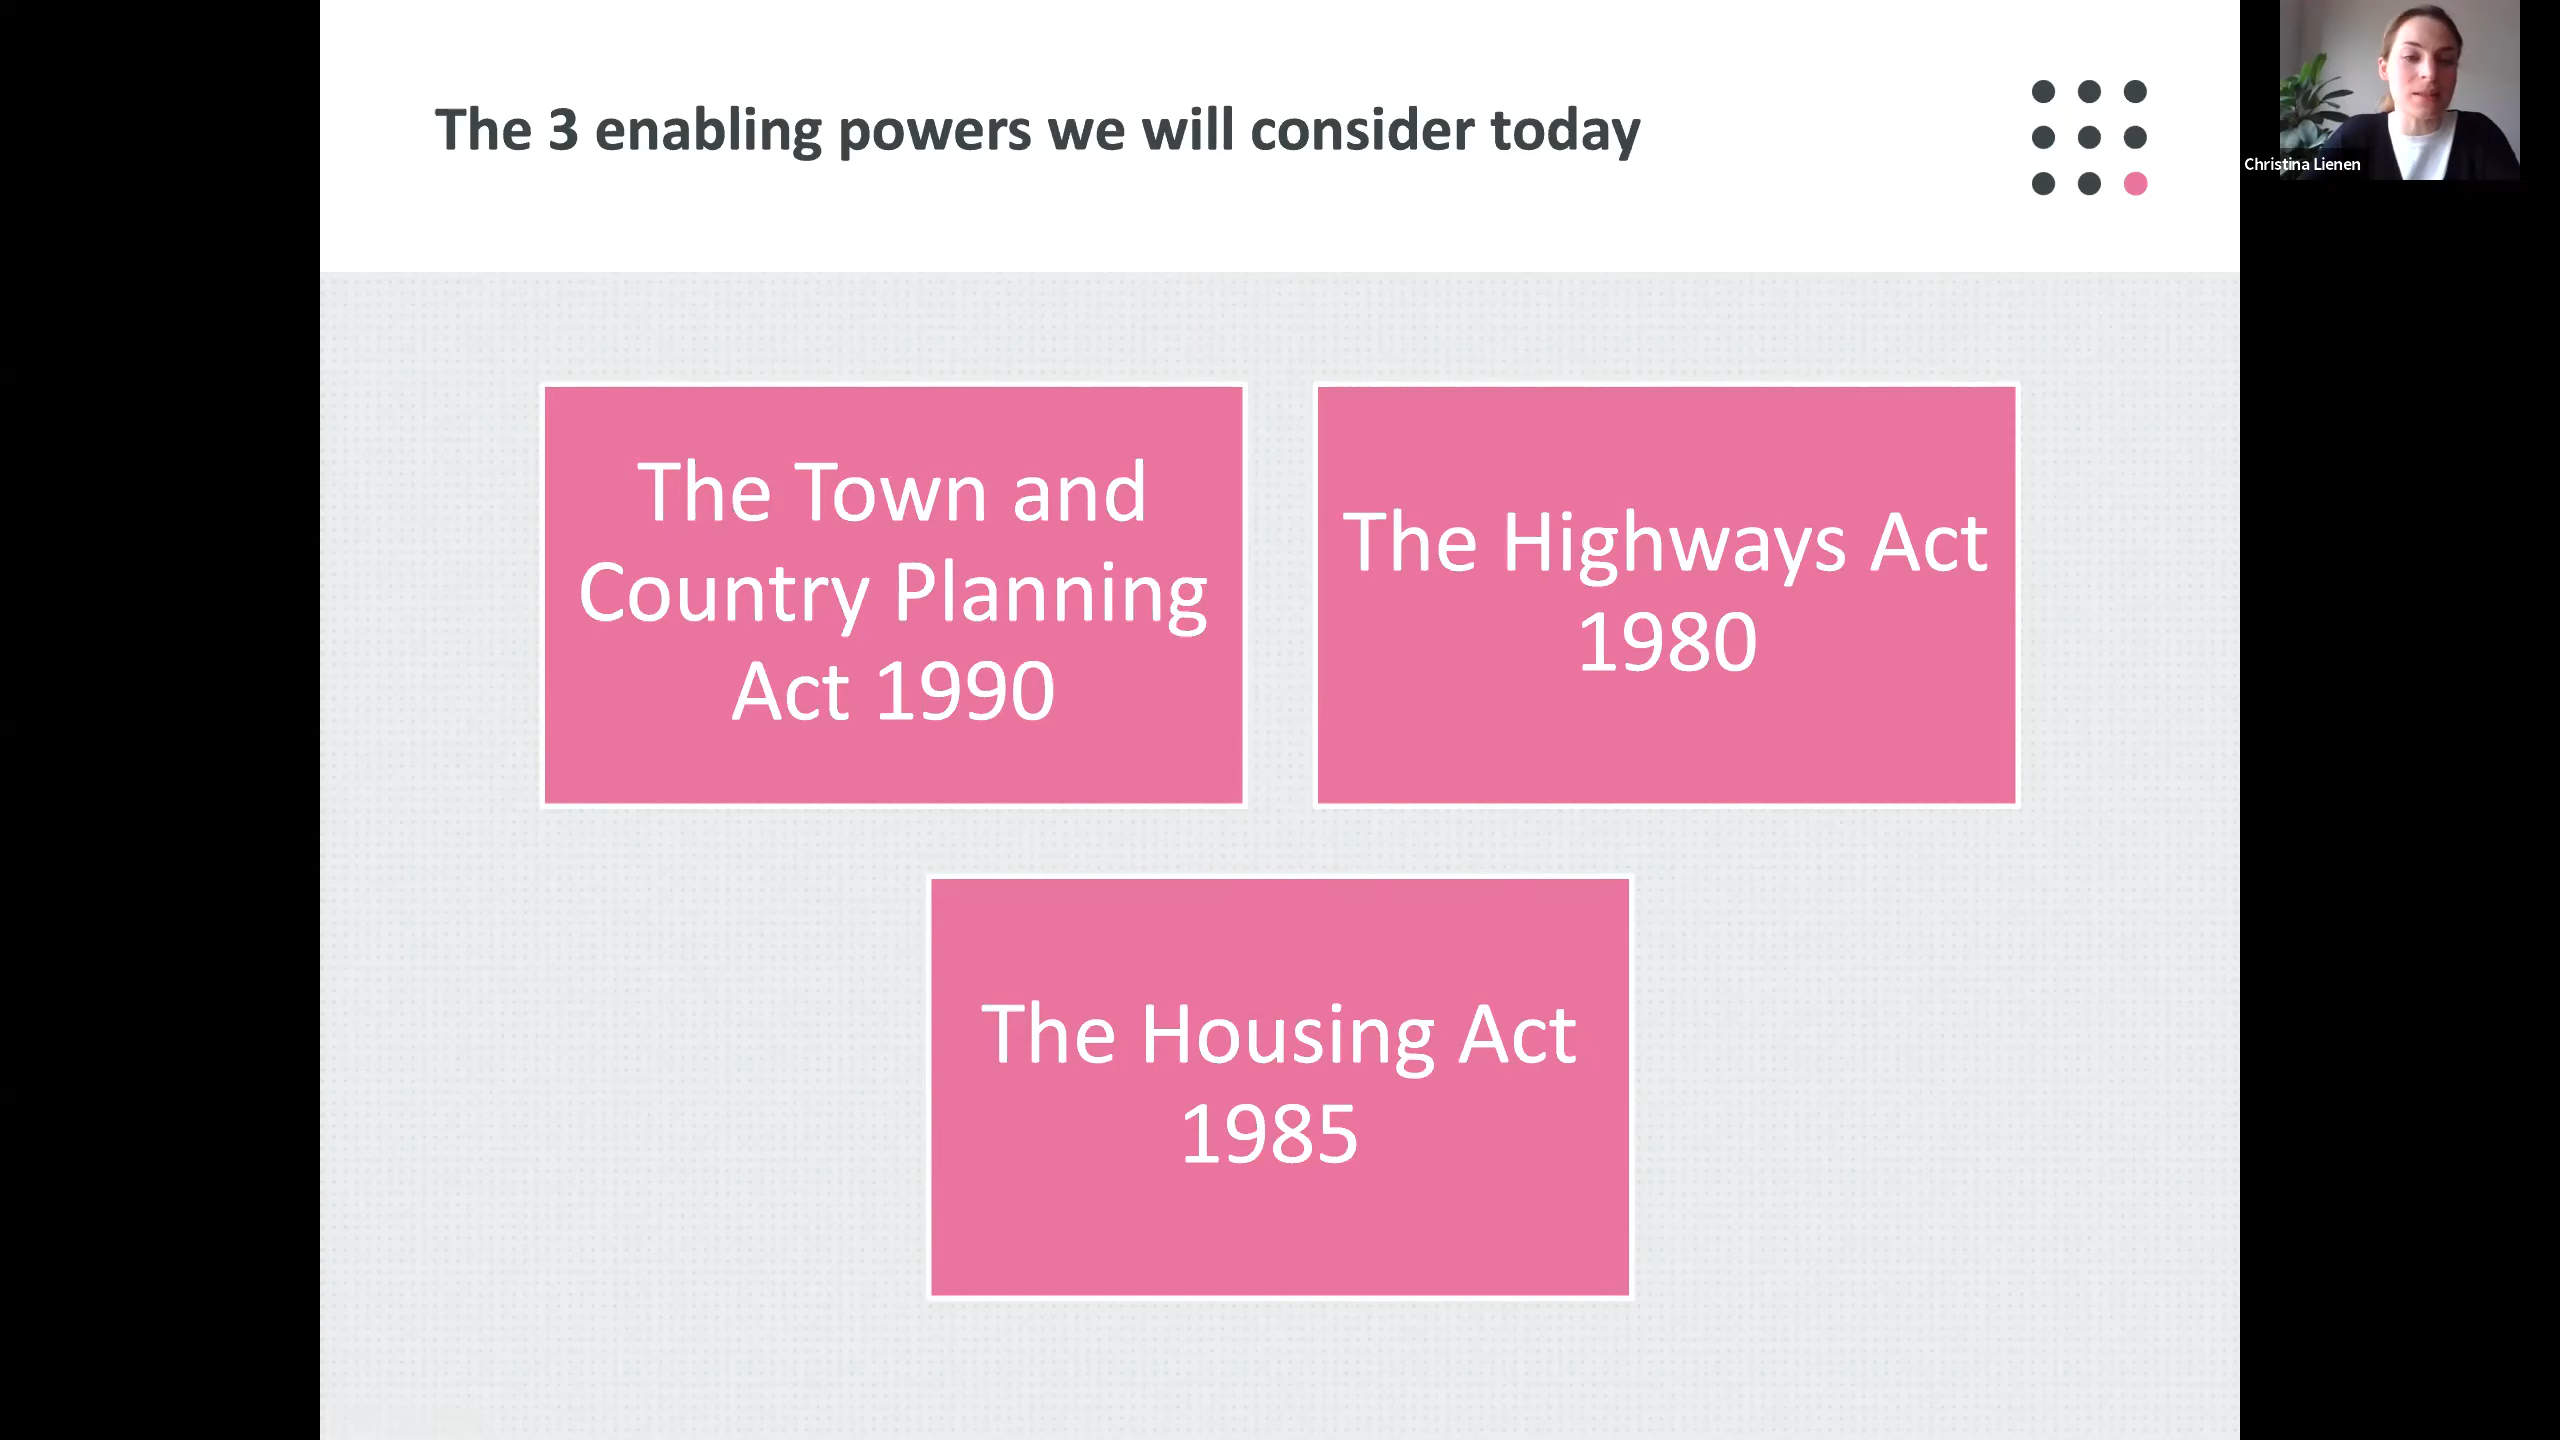 The 3 enabling powers we will consider today
Christina Lienen
The Town and
Country Planning
Act 1990
The Highways Act
1980
The Housing Act
1985